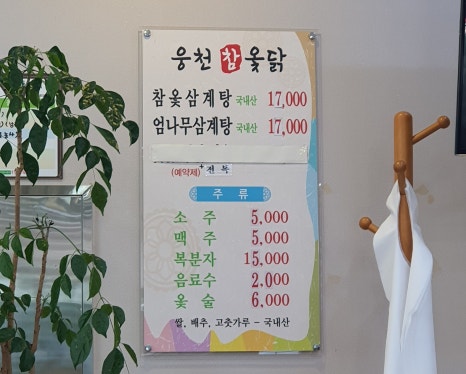 웅천 참 옻닭
참옻삼계탕 국내산 17,000
엄나무삼계탕 국내산 17,000
(예약제)+전복
주 류
소 주 5,000
맥 주 5,000
복분자 15,000
음료수 2,000
옻 술 6,000
쌀, 배추, 고춧가루 - 국내산